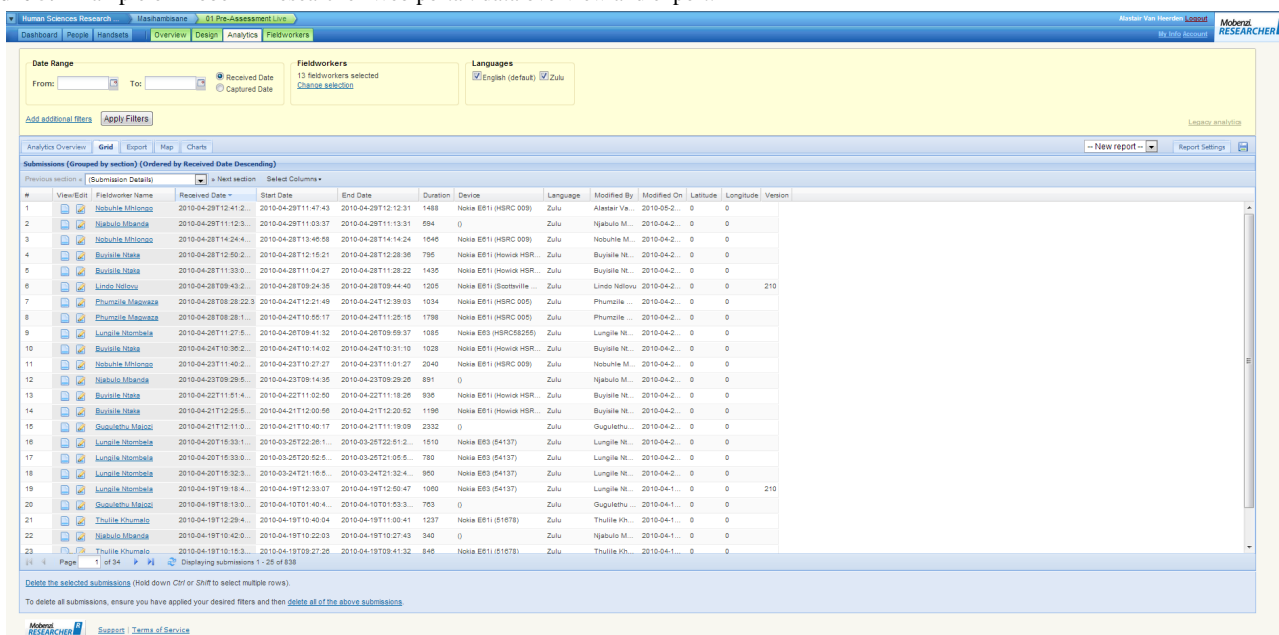 Human Sciences Research ... Masihambisane 01 Pre-Assessment Live Alastair Van Heerden Logout
Dashboard People Handsets Overview Design Analytics Fieldworkers My Info Account
Mobenzi RESEARCHER
Date Range Fieldworkers Languages
From: To: Received Date Captured Date 13 fieldworkers selected English (default) Zulu
Change selection
Add additional filters Apply Filters Legacy analytics
Analytics Overview Grid Export Map Charts -- New report -- Report Settings
Submissions (Grouped by section) (Ordered by Received Date Descending)
Previous section « (Submission Details) » Next section Select Columns
# View/Edit Fieldworker Name Received Date Start Date End Date Duration Device Language Modified By Modified On Latitude Longitude Version
1 Nobuhle Mhlongo 2010-04-29T12:41:2... 2010-04-29T11:47:43 2010-04-29T12:12:31 1488 Nokia E61i (HSRC 009) Zulu Alastair Va... 2010-05-2... 0 0
2 Njabulo Mbanda 2010-04-29T11:12:3... 2010-04-29T11:03:37 2010-04-29T11:13:31 594 () Zulu Njabulo M... 2010-04-2... 0 0
3 Nobuhle Mhlongo 2010-04-28T14:24:4... 2010-04-28T13:46:58 2010-04-28T14:14:24 1646 Nokia E61i (HSRC 009) Zulu Nobuhle M... 2010-04-2... 0 0
4 Buyisile Ntaka 2010-04-28T12:50:2... 2010-04-28T12:15:21 2010-04-28T12:28:36 795 Nokia E61i (Howick HSR... Zulu Buyisile Nt... 2010-04-2... 0 0
5 Buyisile Ntaka 2010-04-28T11:33:0... 2010-04-28T11:04:27 2010-04-28T11:28:22 1435 Nokia E61i (Howick HSR... Zulu Buyisile Nt... 2010-04-2... 0 0
6 Lindo Ndlovu 2010-04-28T09:43:2... 2010-04-28T09:24:35 2010-04-28T09:44:40 1205 Nokia E61i (Scottsville ... Zulu Lindo Ndlovu 2010-04-2... 0 0 210
7 Phumzile Magwaza 2010-04-28T08:28:22.3 2010-04-24T12:21:49 2010-04-24T12:39:03 1034 Nokia E61i (HSRC 005) Zulu Phumzile ... 2010-04-2... 0 0
8 Phumzile Magwaza 2010-04-28T08:28:1... 2010-04-24T10:55:17 2010-04-24T11:25:15 1798 Nokia E61i (HSRC 005) Zulu Phumzile ... 2010-04-2... 0 0
9 Lungile Ntombela 2010-04-26T11:27:5... 2010-04-26T09:41:32 2010-04-26T09:59:37 1085 Nokia E63 (HSRC58255) Zulu Lungile Nt... 2010-04-2... 0 0
10 Buyisile Ntaka 2010-04-24T10:36:2... 2010-04-24T10:14:02 2010-04-24T10:31:10 1028 Nokia E61i (Howick HSR... Zulu Buyisile Nt... 2010-04-2... 0 0
11 Nobuhle Mhlongo 2010-04-23T11:40:2... 2010-04-23T10:27:27 2010-04-23T11:01:27 2040 Nokia E61i (HSRC 009) Zulu Nobuhle M... 2010-04-2... 0 0
12 Njabulo Mbanda 2010-04-23T09:29:5... 2010-04-23T09:14:35 2010-04-23T09:29:26 891 () Zulu Njabulo M... 2010-04-2... 0 0
13 Buyisile Ntaka 2010-04-22T11:51:4... 2010-04-22T11:02:50 2010-04-22T11:18:26 936 Nokia E61i (Howick HSR... Zulu Buyisile Nt... 2010-04-2... 0 0
14 Buyisile Ntaka 2010-04-21T12:25:5... 2010-04-21T12:00:56 2010-04-21T12:20:52 1196 Nokia E61i (Howick HSR... Zulu Buyisile Nt... 2010-04-2... 0 0
15 Gugulethu Majozi 2010-04-21T12:11:0... 2010-04-21T10:40:17 2010-04-21T11:19:09 2332 () Zulu Gugulethu... 2010-04-2... 0 0
16 Lungile Ntombela 2010-04-20T15:33:1... 2010-03-25T22:26:1... 2010-03-25T22:51:2... 1510 Nokia E63 (54137) Zulu Lungile Nt... 2010-04-2... 0 0
17 Lungile Ntombela 2010-04-20T15:33:0... 2010-03-25T20:52:5... 2010-03-25T21:05:5... 780 Nokia E63 (54137) Zulu Lungile Nt... 2010-04-2... 0 0
18 Lungile Ntombela 2010-04-20T15:32:3... 2010-03-24T21:16:5... 2010-03-24T21:32:4... 950 Nokia E63 (54137) Zulu Lungile Nt... 2010-04-2... 0 0
19 Lungile Ntombela 2010-04-19T19:18:4... 2010-04-19T12:33:07 2010-04-19T12:50:47 1060 Nokia E63 (54137) Zulu Lungile Nt... 2010-04-1... 0 0 210
20 Gugulethu Majozi 2010-04-19T18:13:0... 2010-04-10T01:40:4... 2010-04-10T01:53:3... 763 () Zulu Gugulethu ... 2010-04-1... 0 0
21 Thulile Khumalo 2010-04-19T12:29:4... 2010-04-19T10:40:04 2010-04-19T11:00:41 1237 Nokia E61i (51678) Zulu Thulile Kh... 2010-04-1... 0 0
22 Njabulo Mbanda 2010-04-19T10:42:0... 2010-04-19T10:22:03 2010-04-19T10:27:43 340 () Zulu Njabulo M... 2010-04-1... 0 0
23 Thulile Khumalo 2010-04-19T10:15:3... 2010-04-19T09:27:26 2010-04-19T09:41:32 846 Nokia E61i (51678) Zulu Thulile Kh... 2010-04-1... 0 0
Page 1 of 34 Displaying submissions 1 - 25 of 838
Delete the selected submissions (Hold down Ctrl or Shift to select multiple rows).
To delete all submissions, ensure you have applied your desired filters and then delete all of the above submissions.
Mobenzi RESEARCHER Support | Terms of Service